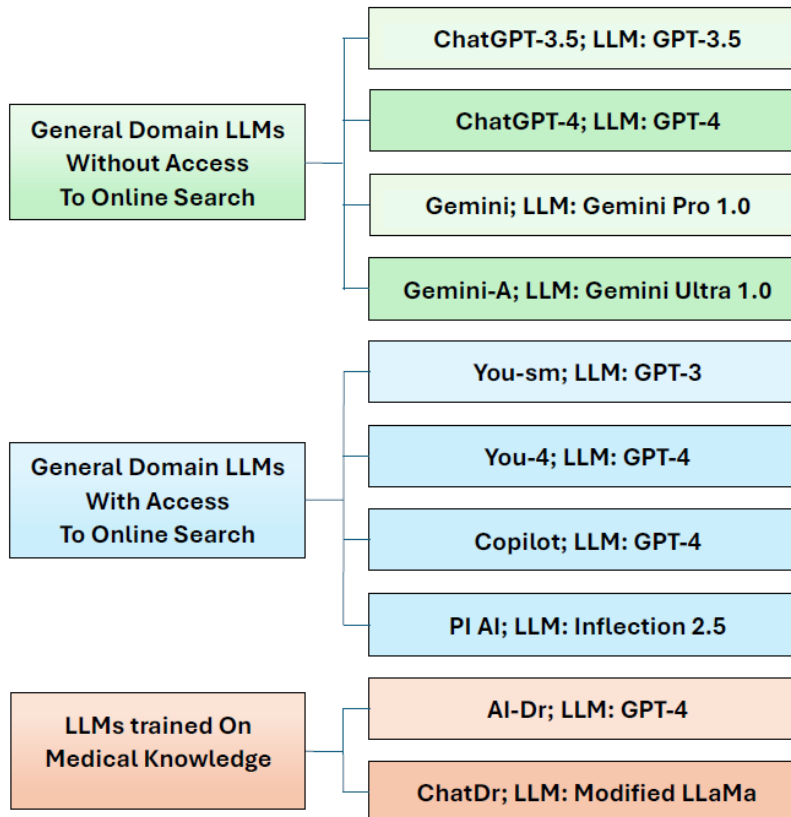 General Domain LLMs
Without Access
To Online Search
ChatGPT-3.5; LLM: GPT-3.5
ChatGPT-4; LLM: GPT-4
Gemini; LLM: Gemini Pro 1.0
Gemini-A; LLM: Gemini Ultra 1.0
General Domain LLMs
With Access
To Online Search
You-sm; LLM: GPT-3
You-4; LLM: GPT-4
Copilot; LLM: GPT-4
PI AI; LLM: Inflection 2.5
LLMs trained On
Medical Knowledge
AI-Dr; LLM: GPT-4
ChatDr; LLM: Modified LLaMa